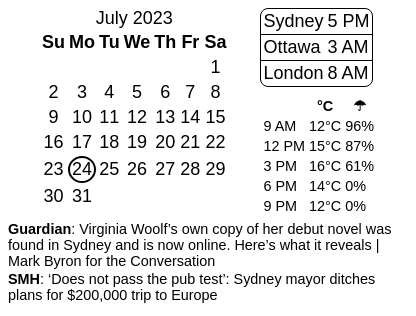 July 2023
Su Mo Tu We Th Fr Sa
1
2 3 4 5 6 7 8
9 10 11 12 13 14 15
16 17 18 19 20 21 22
23 24 25 26 27 28 29
30 31
Sydney 5 PM
Ottawa 3 AM
London 8 AM
°C ☂
9 AM 12°C 96%
12 PM 15°C 87%
3 PM 16°C 61%
6 PM 14°C 0%
9 PM 12°C 0%
Guardian: Virginia Woolf’s own copy of her debut novel was
found in Sydney and is now online. Here’s what it reveals |
Mark Byron for the Conversation
SMH: ‘Does not pass the pub test’: Sydney mayor ditches
plans for $200,000 trip to Europe